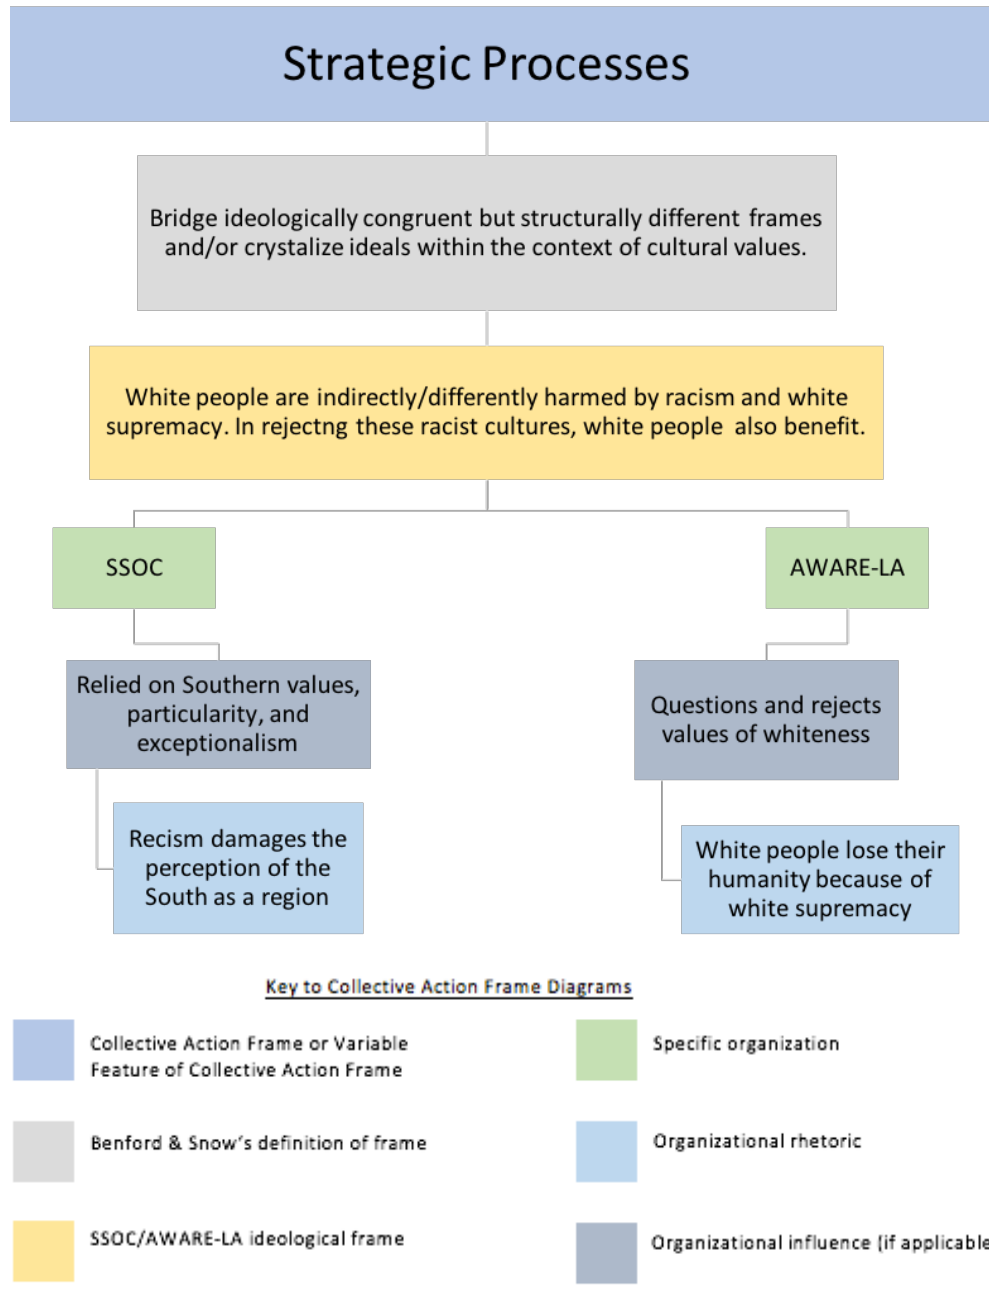 Strategic Processes
Bridge ideologically congruent but structurally different frames
and/or crystalize ideals within the context of cultural values.
White people are indirectly/differently harmed by racism and white
supremacy. In rejectng these racist cultures, white people also benefit.
SSOC
AWARE-LA
Relied on Southern values,
particularity, and
exceptionalism
Questions and rejects
values of whiteness
Recism damages the
perception of the
South as a region
White people lose their
humanity because of
white supremacy
Key to Collective Action Frame Diagrams
Collective Action Frame or Variable
Feature of Collective Action Frame
Specific organization
Benford & Snow's definition of frame
Organizational rhetoric
SSOC/AWARE-LA ideological frame
Organizational influence (if applicable